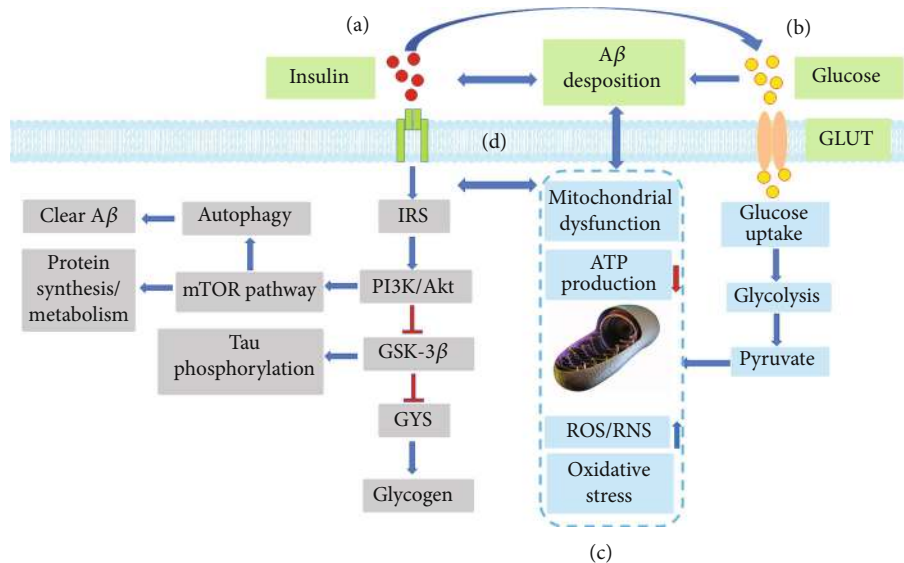 (a)
(b)
Insulin
Aβ
desposition
Glucose
(d)
GLUT
Clear Aβ
Autophagy
IRS
Mitochondrial
dysfunction
Glucose
uptake
Protein
synthesis/
metabolism
mTOR pathway
PI3K/Akt
ATP
production
Glycolysis
Tau
phosphorylation
GSK-3β
Pyruvate
GYS
ROS/RNS
Glycogen
Oxidative
stress
(c)